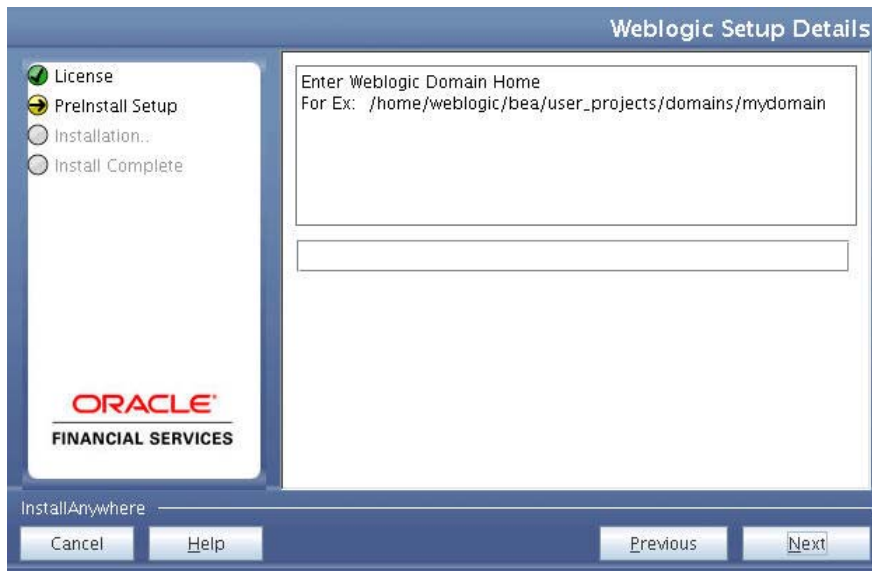 Weblogic Setup Details
License
PreInstall Setup
Installation..
Install Complete
Enter Weblogic Domain Home
For Ex: /home/weblogic/bea/user_projects/domains/mydomain
ORACLE
FINANCIAL SERVICES
InstallAnywhere
Cancel Help Previous Next